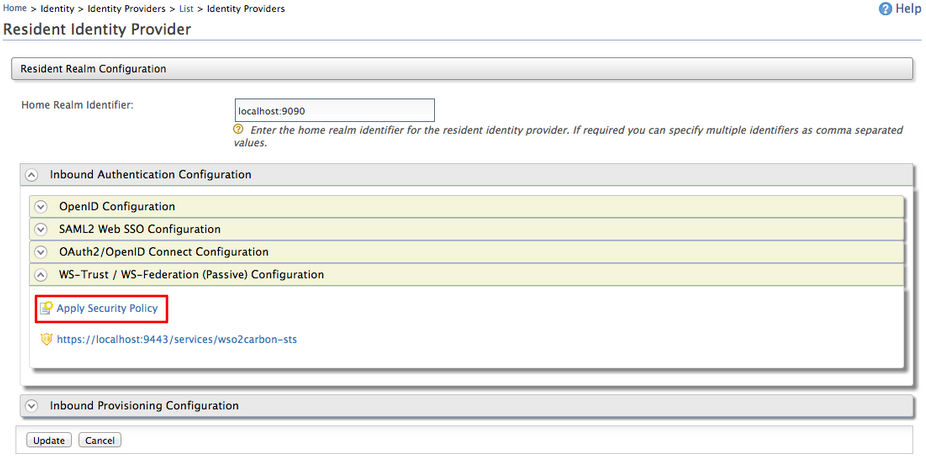 Home > Identity > Identity Providers > List > Identity Providers
Help
Resident Identity Provider
Resident Realm Configuration
Home Realm Identifier:
localhost:9090
Enter the home realm identifier for the resident identity provider. If required you can specify multiple identifiers as comma separated
values.
Inbound Authentication Configuration
OpenID Configuration
SAML2 Web SSO Configuration
OAuth2/OpenID Connect Configuration
WS-Trust / WS-Federation (Passive) Configuration
Apply Security Policy
https://localhost:9443/services/wso2carbon-sts
Inbound Provisioning Configuration
Update Cancel